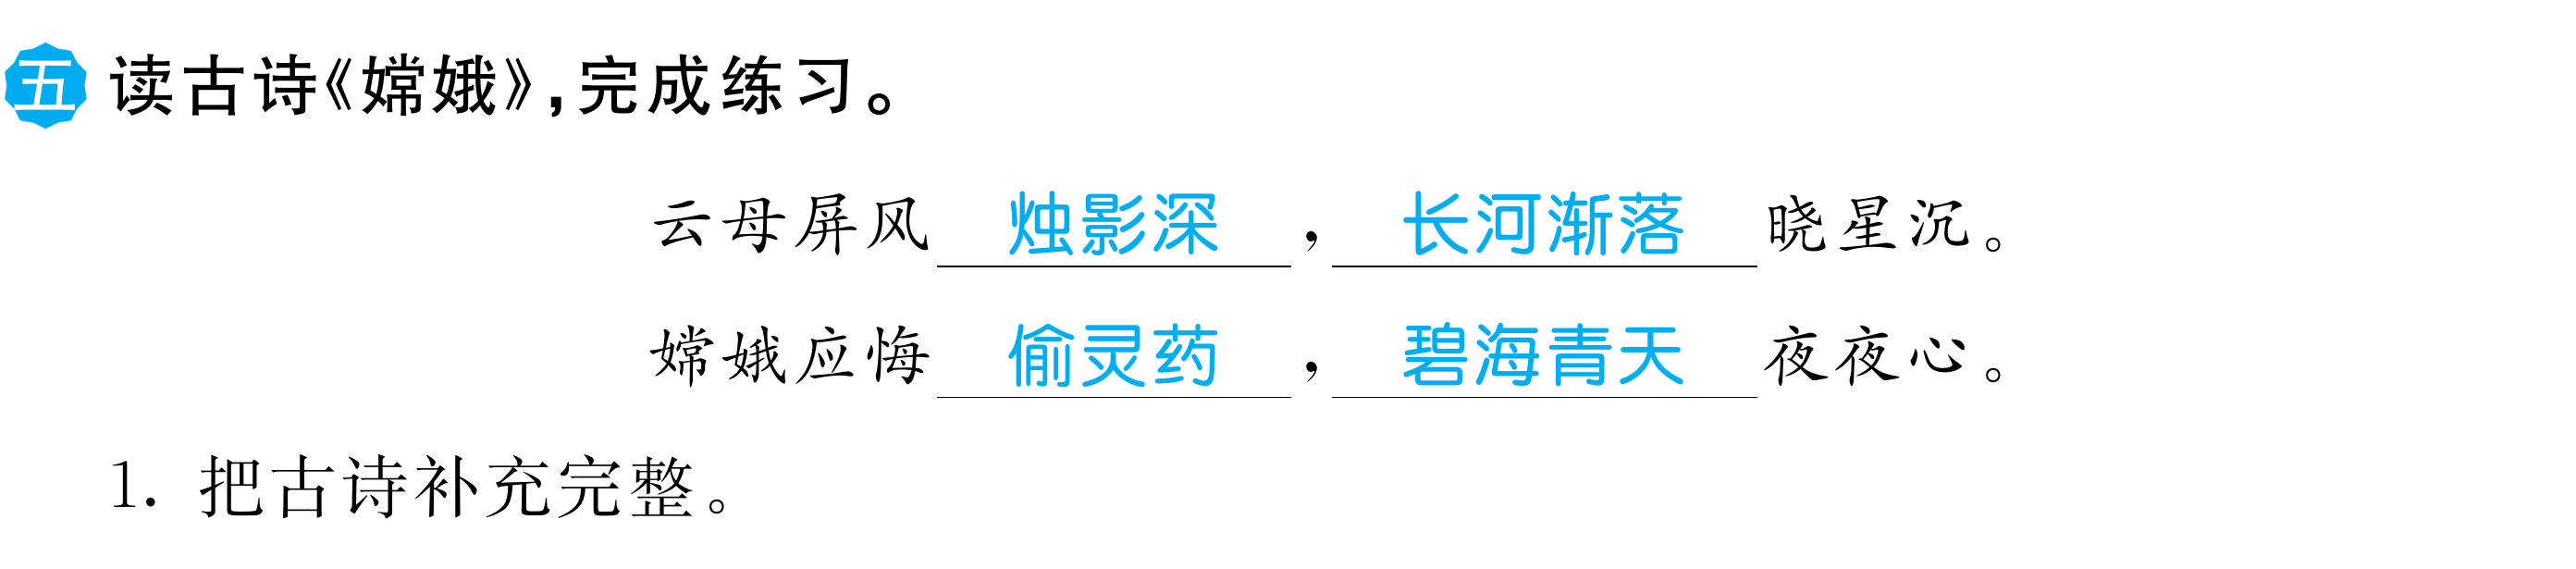 五 读古诗《嫦娥》,完成练习。
云母屏风烛影深，长河渐落晓星沉。
嫦娥应悔偷灵药，碧海青天夜夜心。
1. 把古诗补充完整。